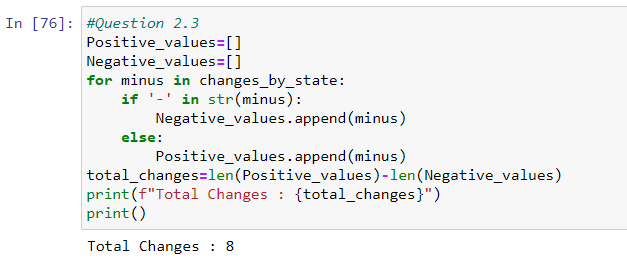 In [76]: #Question 2.3
Positive_values=[]
Negative_values=[]
for minus in changes_by_state:
    if '-' in str(minus):
        Negative_values.append(minus)
    else:
        Positive_values.append(minus)
total_changes=len(Positive_values)-len(Negative_values)
print(f"Total Changes : {total_changes}")
print()
Total Changes : 8